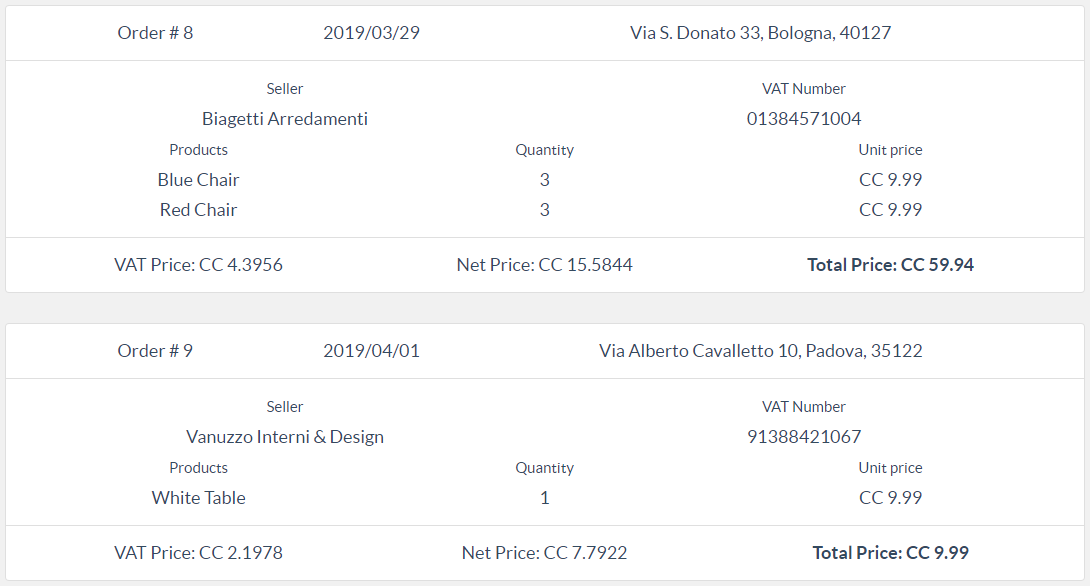 Order # 8 2019/03/29 Via S. Donato 33, Bologna, 40127
Seller VAT Number
Biagetti Arredamenti 01384571004
Products Quantity Unit price
Blue Chair 3 CC 9.99
Red Chair 3 CC 9.99
VAT Price: CC 4.3956 Net Price: CC 15.5844 Total Price: CC 59.94
Order # 9 2019/04/01 Via Alberto Cavalletto 10, Padova, 35122
Seller VAT Number
Vanuzzo Interni & Design 91388421067
Products Quantity Unit price
White Table 1 CC 9.99
VAT Price: CC 2.1978 Net Price: CC 7.7922 Total Price: CC 9.99